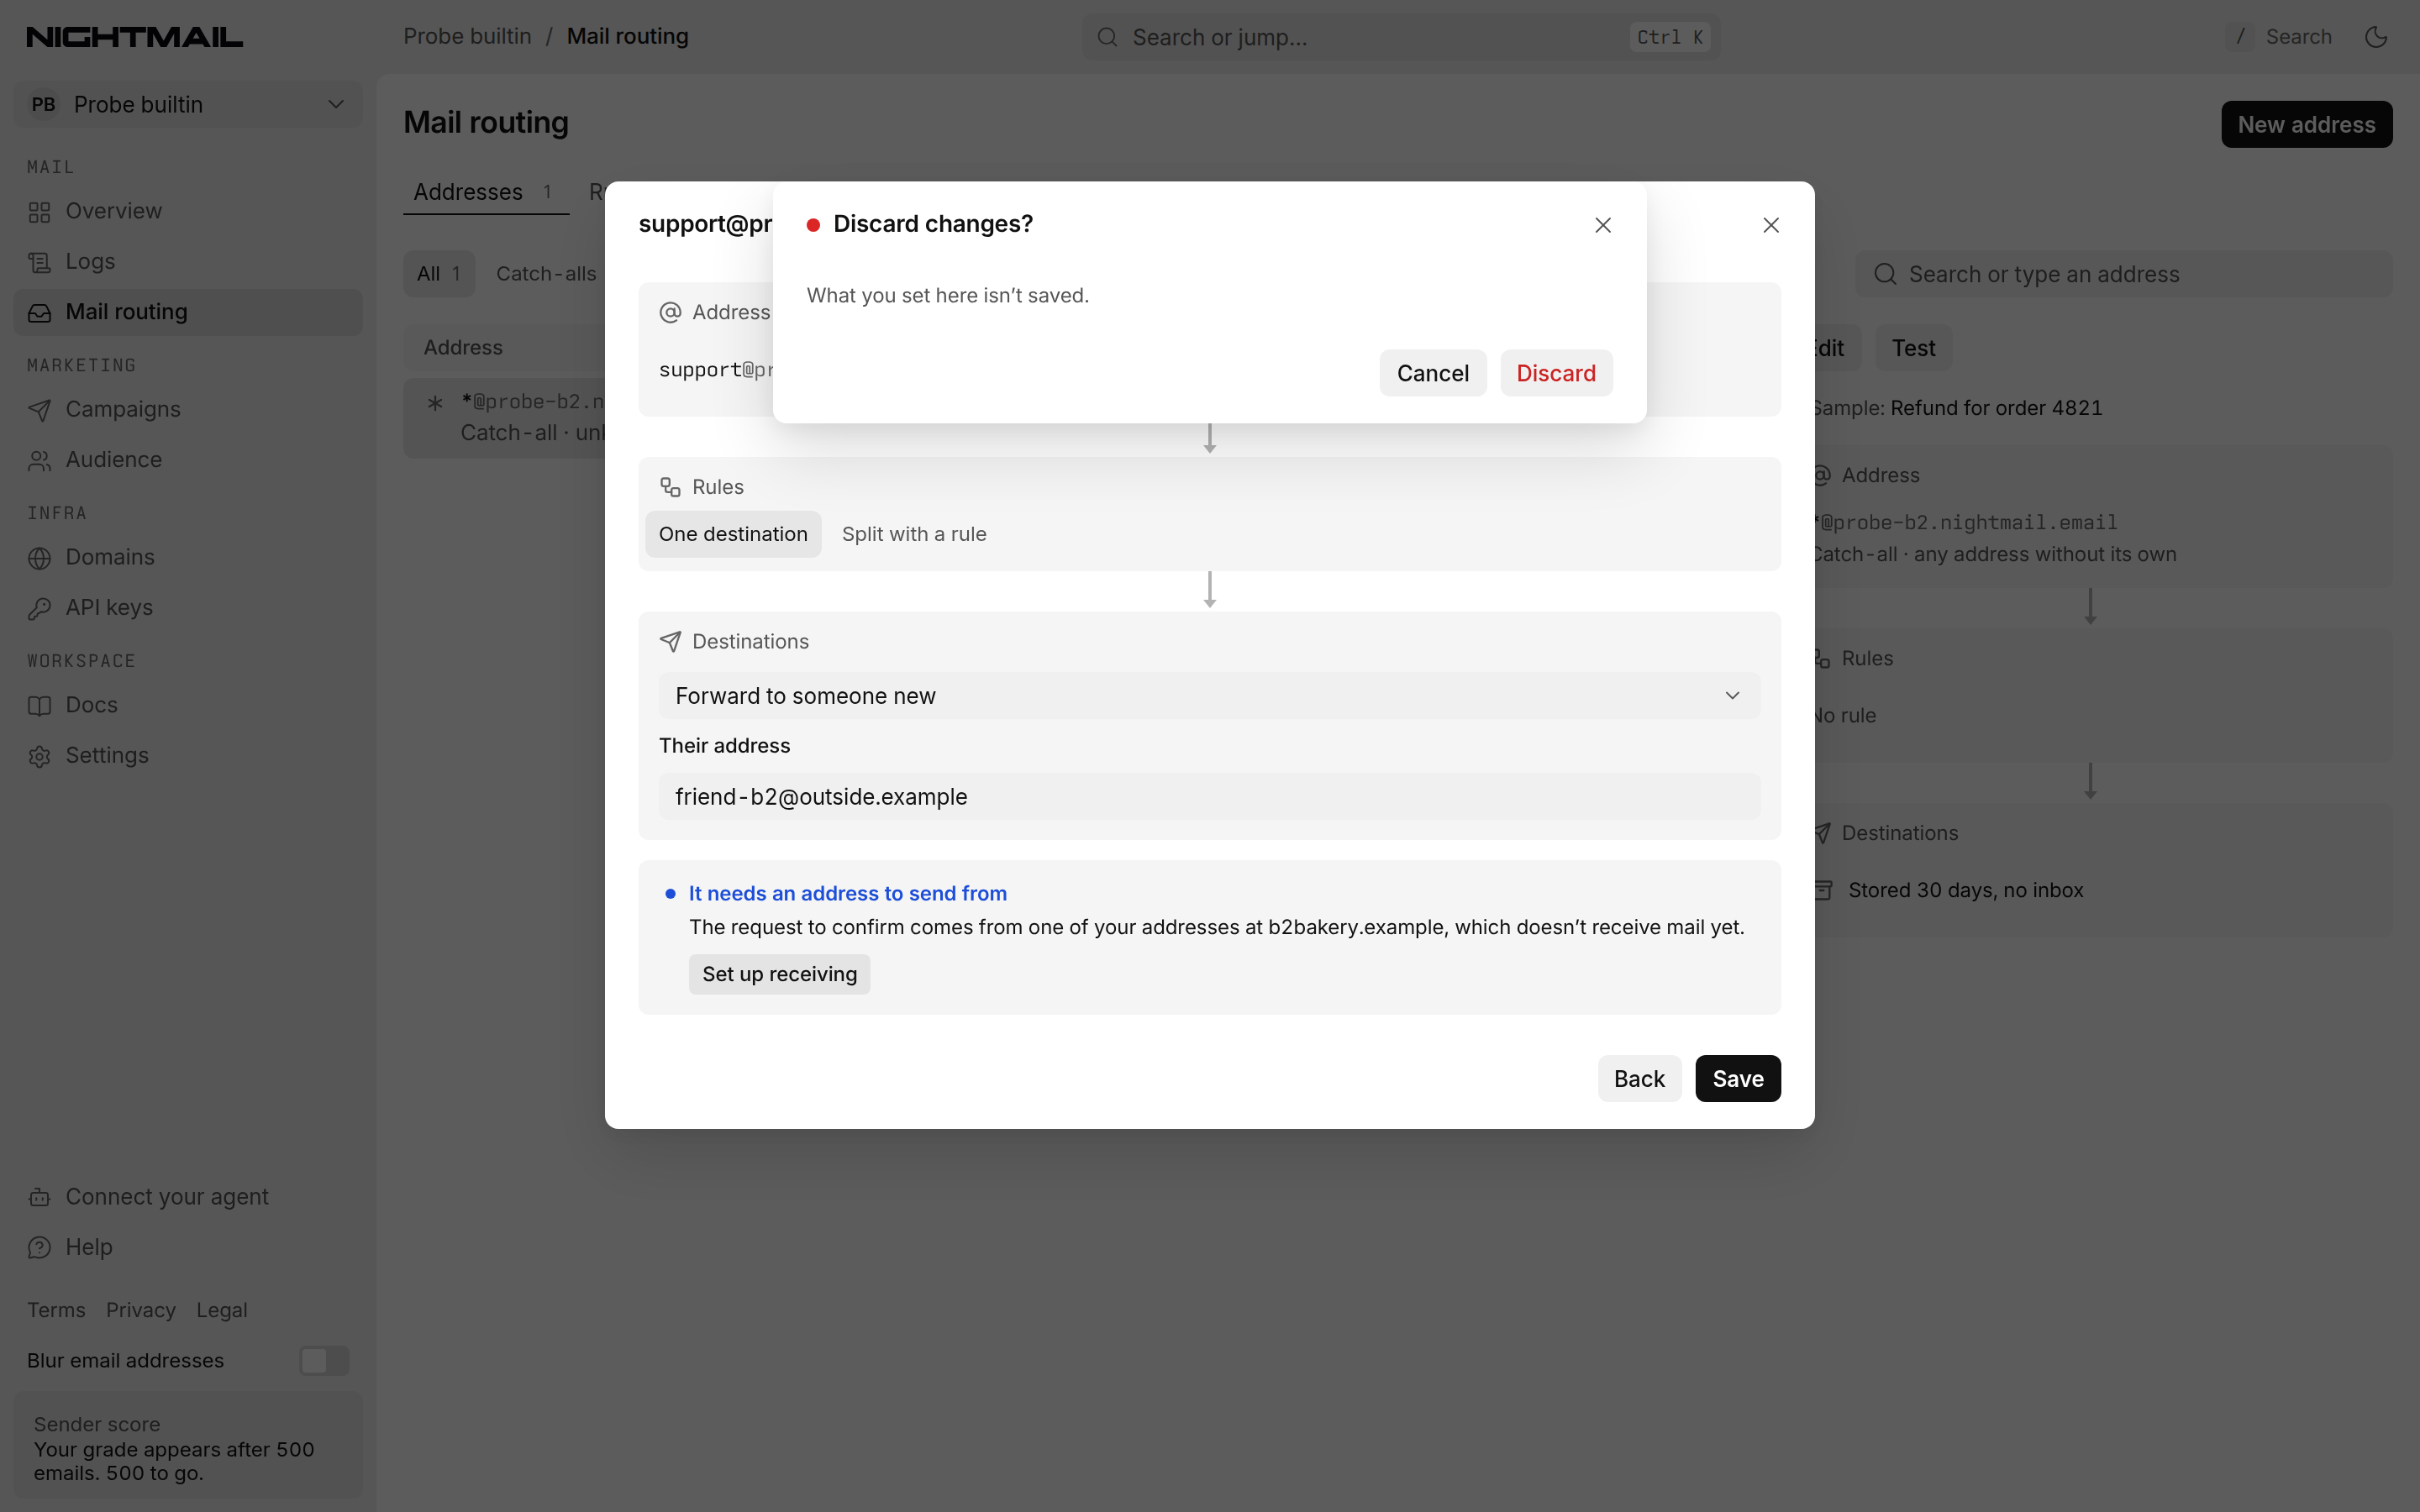 NIGHTMAIL
Probe builtin / Mail routing
Search or jump...
Ctrl K
/ Search
PB Probe builtin
MAIL
Overview
Logs
Mail routing
MARKETING
Campaigns
Audience
INFRA
Domains
API keys
WORKSPACE
Docs
Settings
Connect your agent
Help
Terms Privacy Legal
Blur email addresses
Sender score
Your grade appears after 500
emails. 500 to go.
Mail routing
New address
Addresses 1
All 1 Catch-alls
Search or type an address
Address
*@probe-b2.n
Catch-all ·
support@pr
Discard changes?
What you set here isn’t saved.
Cancel Discard
Address
support@pr
Rules
One destination Split with a rule
Destinations
Forward to someone new
Their address
friend-b2@outside.example
It needs an address to send from
The request to confirm comes from one of your addresses at b2bakery.example, which doesn’t receive mail yet.
Set up receiving
Back Save
Edit Test
Sample: Refund for order 4821
Address
*@probe-b2.nightmail.email
Catch-all · any address without its own
Rules
No rule
Destinations
Stored 30 days, no inbox